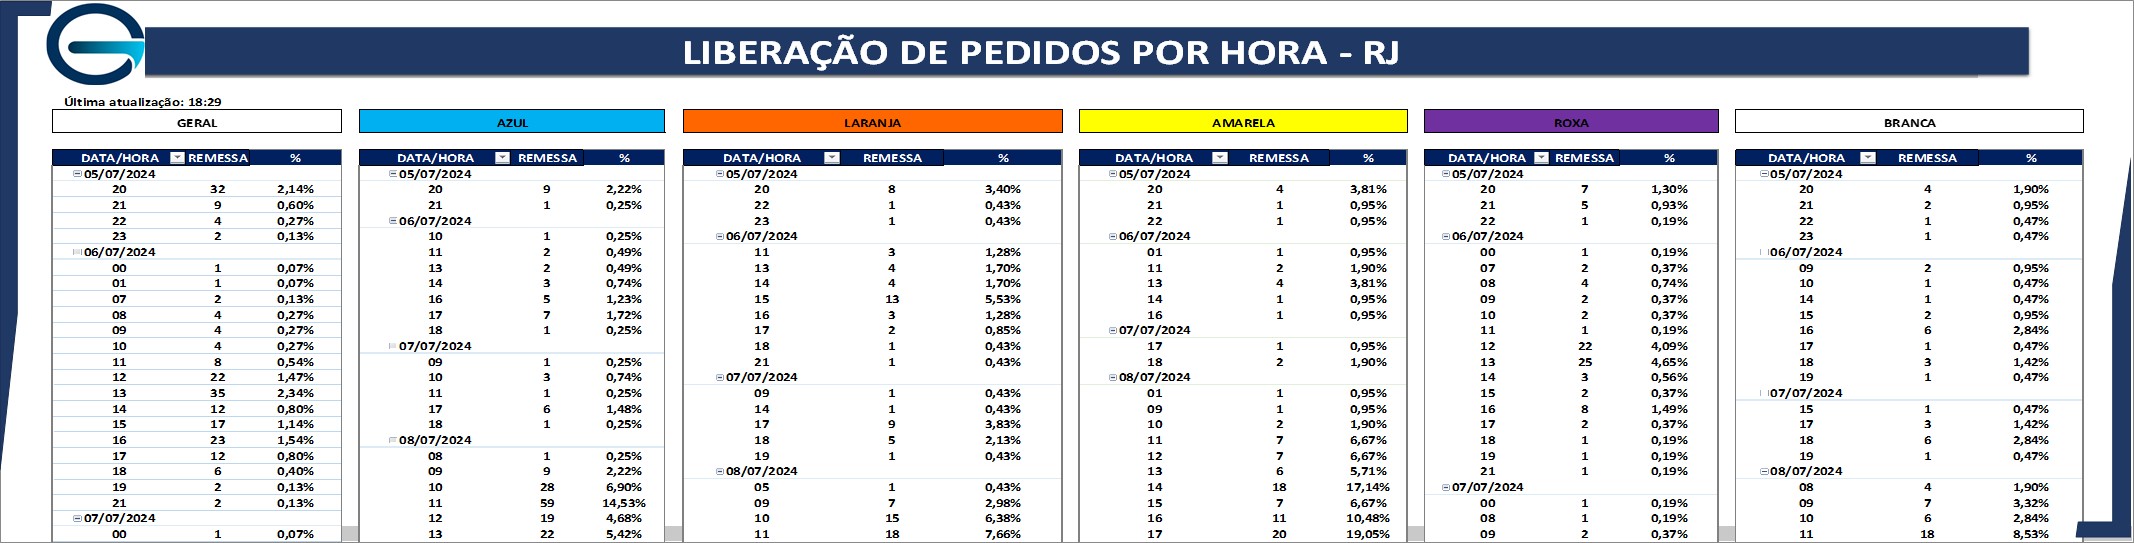 LIBERAÇÃO DE PEDIDOS POR HORA - RJ
Última atualização: 18:29
GERAL
DATA/HORA REMESSA %
05/07/2024
20 32 2,14%
21 9 0,60%
22 4 0,27%
23 2 0,13%
06/07/2024
00 1 0,07%
01 1 0,07%
07 2 0,13%
08 4 0,27%
09 4 0,27%
10 4 0,27%
11 8 0,54%
12 22 1,47%
13 35 2,34%
14 12 0,80%
15 17 1,14%
16 23 1,54%
17 12 0,80%
18 6 0,40%
19 2 0,13%
21 2 0,13%
07/07/2024
00 1 0,07%
AZUL
DATA/HORA REMESSA %
05/07/2024
20 9 2,22%
21 1 0,25%
06/07/2024
10 1 0,25%
11 2 0,49%
13 2 0,49%
14 3 0,74%
16 5 1,23%
17 7 1,72%
18 1 0,25%
07/07/2024
09 1 0,25%
10 3 0,74%
11 1 0,25%
17 6 1,48%
18 1 0,25%
08/07/2024
08 1 0,25%
09 9 2,22%
10 28 6,90%
11 59 14,53%
12 19 4,68%
13 22 5,42%
LARANJA
DATA/HORA REMESSA %
05/07/2024
20 8 3,40%
22 1 0,43%
23 1 0,43%
06/07/2024
11 3 1,28%
13 4 1,70%
14 4 1,70%
15 13 5,53%
16 3 1,28%
17 2 0,85%
18 1 0,43%
21 1 0,43%
07/07/2024
09 1 0,43%
14 1 0,43%
17 9 3,83%
18 5 2,13%
19 1 0,43%
08/07/2024
05 1 0,43%
09 7 2,98%
10 15 6,38%
11 18 7,66%
AMARELA
DATA/HORA REMESSA %
05/07/2024
20 4 3,81%
21 1 0,95%
22 1 0,95%
06/07/2024
01 1 0,95%
11 2 1,90%
13 4 3,81%
14 1 0,95%
16 1 0,95%
07/07/2024
17 1 0,95%
18 2 1,90%
08/07/2024
01 1 0,95%
09 1 0,95%
10 2 1,90%
11 7 6,67%
12 7 6,67%
13 6 5,71%
14 18 17,14%
15 7 6,67%
16 11 10,48%
17 20 19,05%
ROXA
DATA/HORA REMESSA %
05/07/2024
20 7 1,30%
21 5 0,93%
22 1 0,19%
06/07/2024
00 1 0,19%
07 2 0,37%
08 4 0,74%
09 2 0,37%
10 2 0,37%
11 1 0,19%
12 22 4,09%
13 25 4,65%
14 3 0,56%
15 2 0,37%
16 8 1,49%
17 2 0,37%
18 1 0,19%
21 1 0,19%
07/07/2024
00 1 0,19%
08 1 0,19%
09 2 0,37%
BRANCA
DATA/HORA REMESSA %
05/07/2024
20 4 1,90%
21 2 0,95%
22 1 0,47%
23 1 0,47%
06/07/2024
09 2 0,95%
10 1 0,47%
14 1 0,47%
15 2 0,95%
16 6 2,84%
17 1 0,47%
18 3 1,42%
19 1 0,47%
07/07/2024
15 1 0,47%
17 3 1,42%
18 6 2,84%
19 1 0,47%
08/07/2024
08 4 1,90%
09 7 3,32%
10 6 2,84%
11 18 8,53%